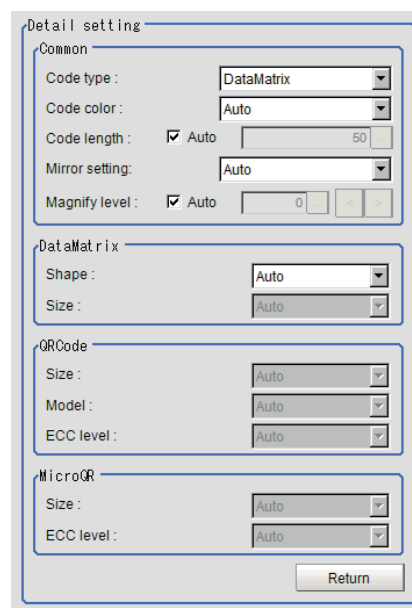 Detail setting
Common
Code type : DataMatrix
Code color : Auto
Code length : Auto 50 ..
Mirror setting: Auto
Magnify level : Auto 0 .. < >
DataMatrix
Shape : Auto
Size : Auto
QRCode
Size : Auto
Model : Auto
ECC level : Auto
MicroQR
Size : Auto
ECC level : Auto
Return